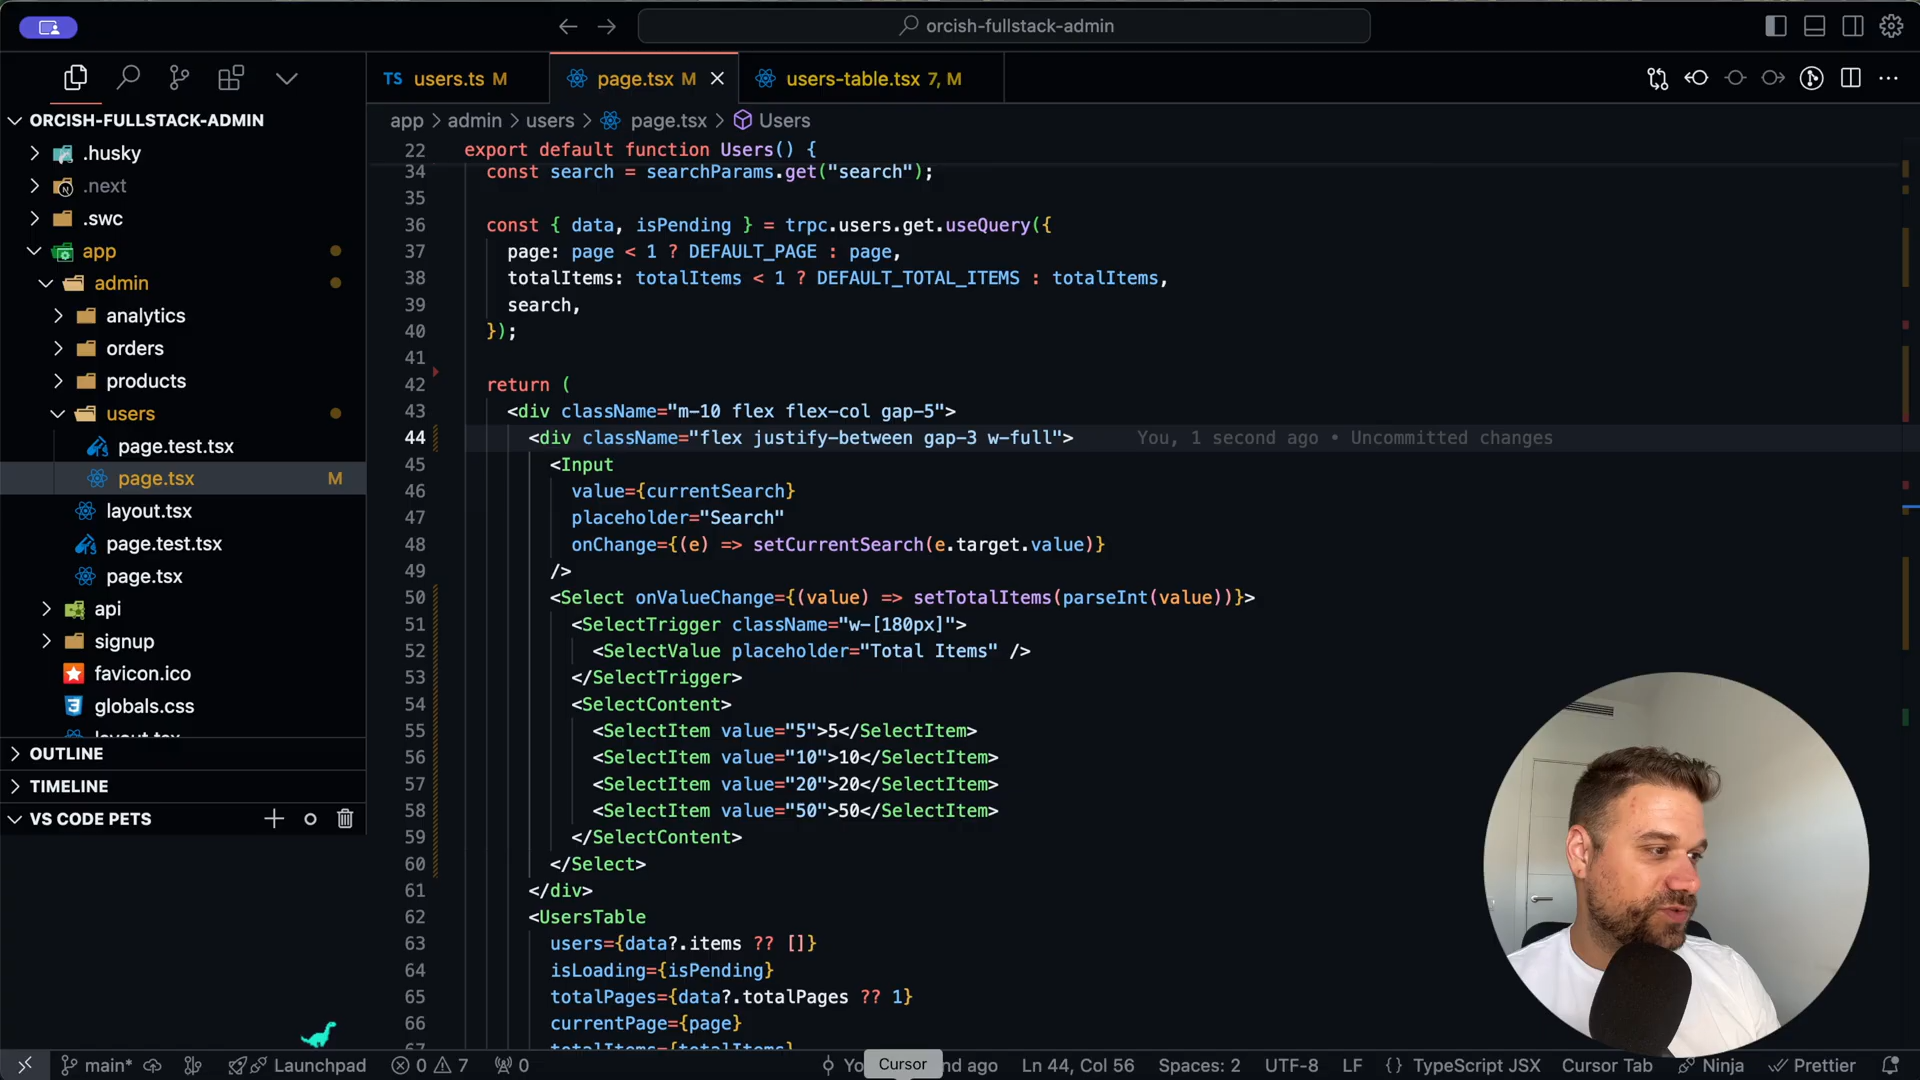 orcish-fullstack-admin
TS users.ts M
page.tsx M
users-table.tsx 7, M
ORCISH-FULLSTACK-ADMIN
.husky
.next
.swc
app
admin
analytics
orders
products
users
page.test.tsx
page.tsx M
layout.tsx
page.test.tsx
page.tsx
api
signup
favicon.ico
globals.css
layout.tsx
OUTLINE
TIMELINE
VS CODE PETS
app > admin > users > page.tsx > Users
22 export default function Users() {
34 const search = searchParams.get("search");
35
36 const { data, isPending } = trpc.users.get.useQuery({
37 page: page < 1 ? DEFAULT_PAGE : page,
38 totalItems: totalItems < 1 ? DEFAULT_TOTAL_ITEMS : totalItems,
39 search,
40 });
41
42 return (
43 <div className="m-10 flex flex-col gap-5">
44 <div className="flex justify-between gap-3 w-full"> You, 1 second ago • Uncommitted changes
45 <Input
46 value={currentSearch}
47 placeholder="Search"
48 onChange={(e) => setCurrentSearch(e.target.value)}
49 />
50 <Select onValueChange={(value) => setTotalItems(parseInt(value))}>
51 <SelectTrigger className="w-[180px]">
52 <SelectValue placeholder="Total Items" />
53 </SelectTrigger>
54 <SelectContent>
55 <SelectItem value="5">5</SelectItem>
56 <SelectItem value="10">10</SelectItem>
57 <SelectItem value="20">20</SelectItem>
58 <SelectItem value="50">50</SelectItem>
59 </SelectContent>
60 </Select>
61 </div>
62 <UsersTable
63 users={data?.items ?? []}
64 isLoading={isPending}
65 totalPages={data?.totalPages ?? 1}
66 currentPage={page}
67 totalItems={totalItems}
main* Launchpad 0 7 0 Yo Cursor nd ago Ln 44, Col 56 Spaces: 2 UTF-8 LF {} TypeScript JSX Cursor Tab Ninja Prettier